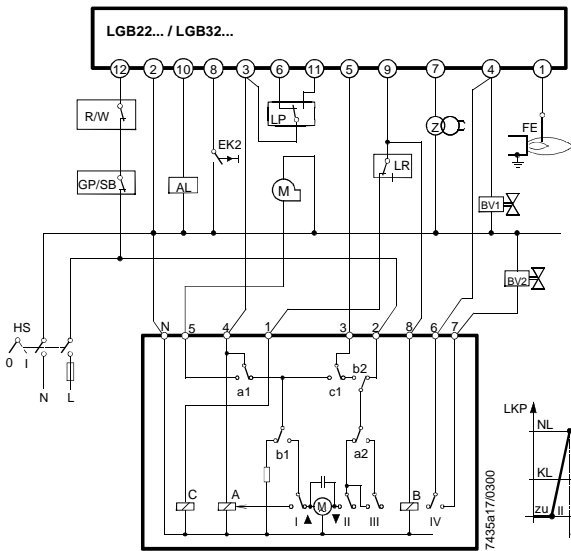 LGB22... / LGB32...
12 2 10 8 3 6 11 5 9 7 4 1
R/W
LP
EK2
FE
Z
LR
GP/SB
AL
M
BV1
BV2
HS
0 I
N L
N 5 4 1 3 2 8 6 7
a1 c1 b2
b1 a2
C A B
I M II III IV
7435a17/0300
LKP
NL
KL
zu II